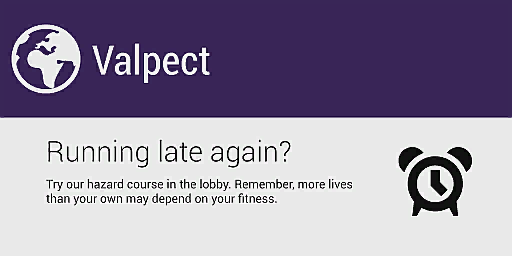 Valpect
Running late again?
Try our hazard course in the lobby. Remember, more lives
than your own may depend on your fitness.